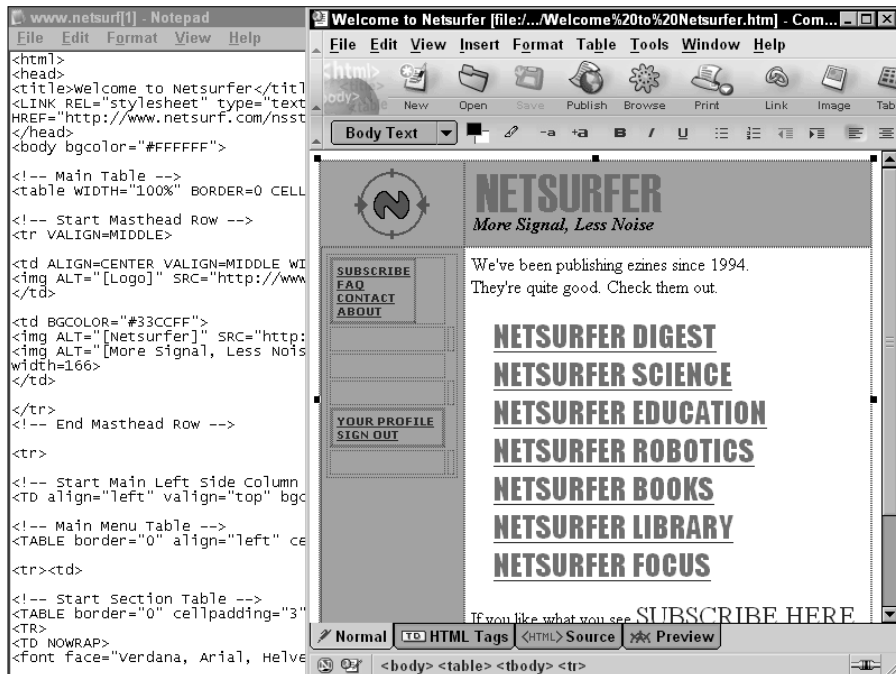 www.netsurf[1] - Notepad
File Edit Format View Help
<html>
<head>
<title>Welcome to Netsurfer</titl
<LINK REL="stylesheet" type="text
HREF="http://www.netsurf.com/nsst
</head>
<body bgcolor="#FFFFFF">
<!-- Main Table -->
<table WIDTH="100%" BORDER=0 CELL
<!-- Start Masthead Row -->
<tr VALIGN=MIDDLE>
<td ALIGN=CENTER VALIGN=MIDDLE WI
<img ALT="[Logo]" SRC="http://www
</td>
<td BGCOLOR="#33CCFF">
<img ALT="[Netsurfer]" SRC="http:
<img ALT="[More Signal, Less Nois
width=166>
</td>
</tr>
<!-- End Masthead Row -->
<tr>
<!-- Start Main Left Side Column
<TD align="left" valign="top" bgc
<!-- Main Menu Table -->
<TABLE border="0" align="left" ce
<tr><td>
<!-- Start Section Table -->
<TABLE border="0" cellpadding="3"
<TR>
<TD NOWRAP>
<font face="Verdana, Arial, Helve
Welcome to Netsurfer [file:/.../Welcome%20to%20Netsurfer.htm] - Com...
File Edit View Insert Format Table Tools Window Help
New Open Save Publish Browse Print Link Image Tab
Body Text -a +a B I U
N
NETSURFER
More Signal, Less Noise
SUBSCRIBE
FAQ
CONTACT
ABOUT
YOUR PROFILE
SIGN OUT
We've been publishing ezines since 1994.
They're quite good. Check them out.
NETSURFER DIGEST
NETSURFER SCIENCE
NETSURFER EDUCATION
NETSURFER ROBOTICS
NETSURFER BOOKS
NETSURFER LIBRARY
NETSURFER FOCUS
If you like what you see SUBSCRIBE HERE
Normal TD HTML Tags <HTML> Source Preview
<body> <table> <tbody> <tr>